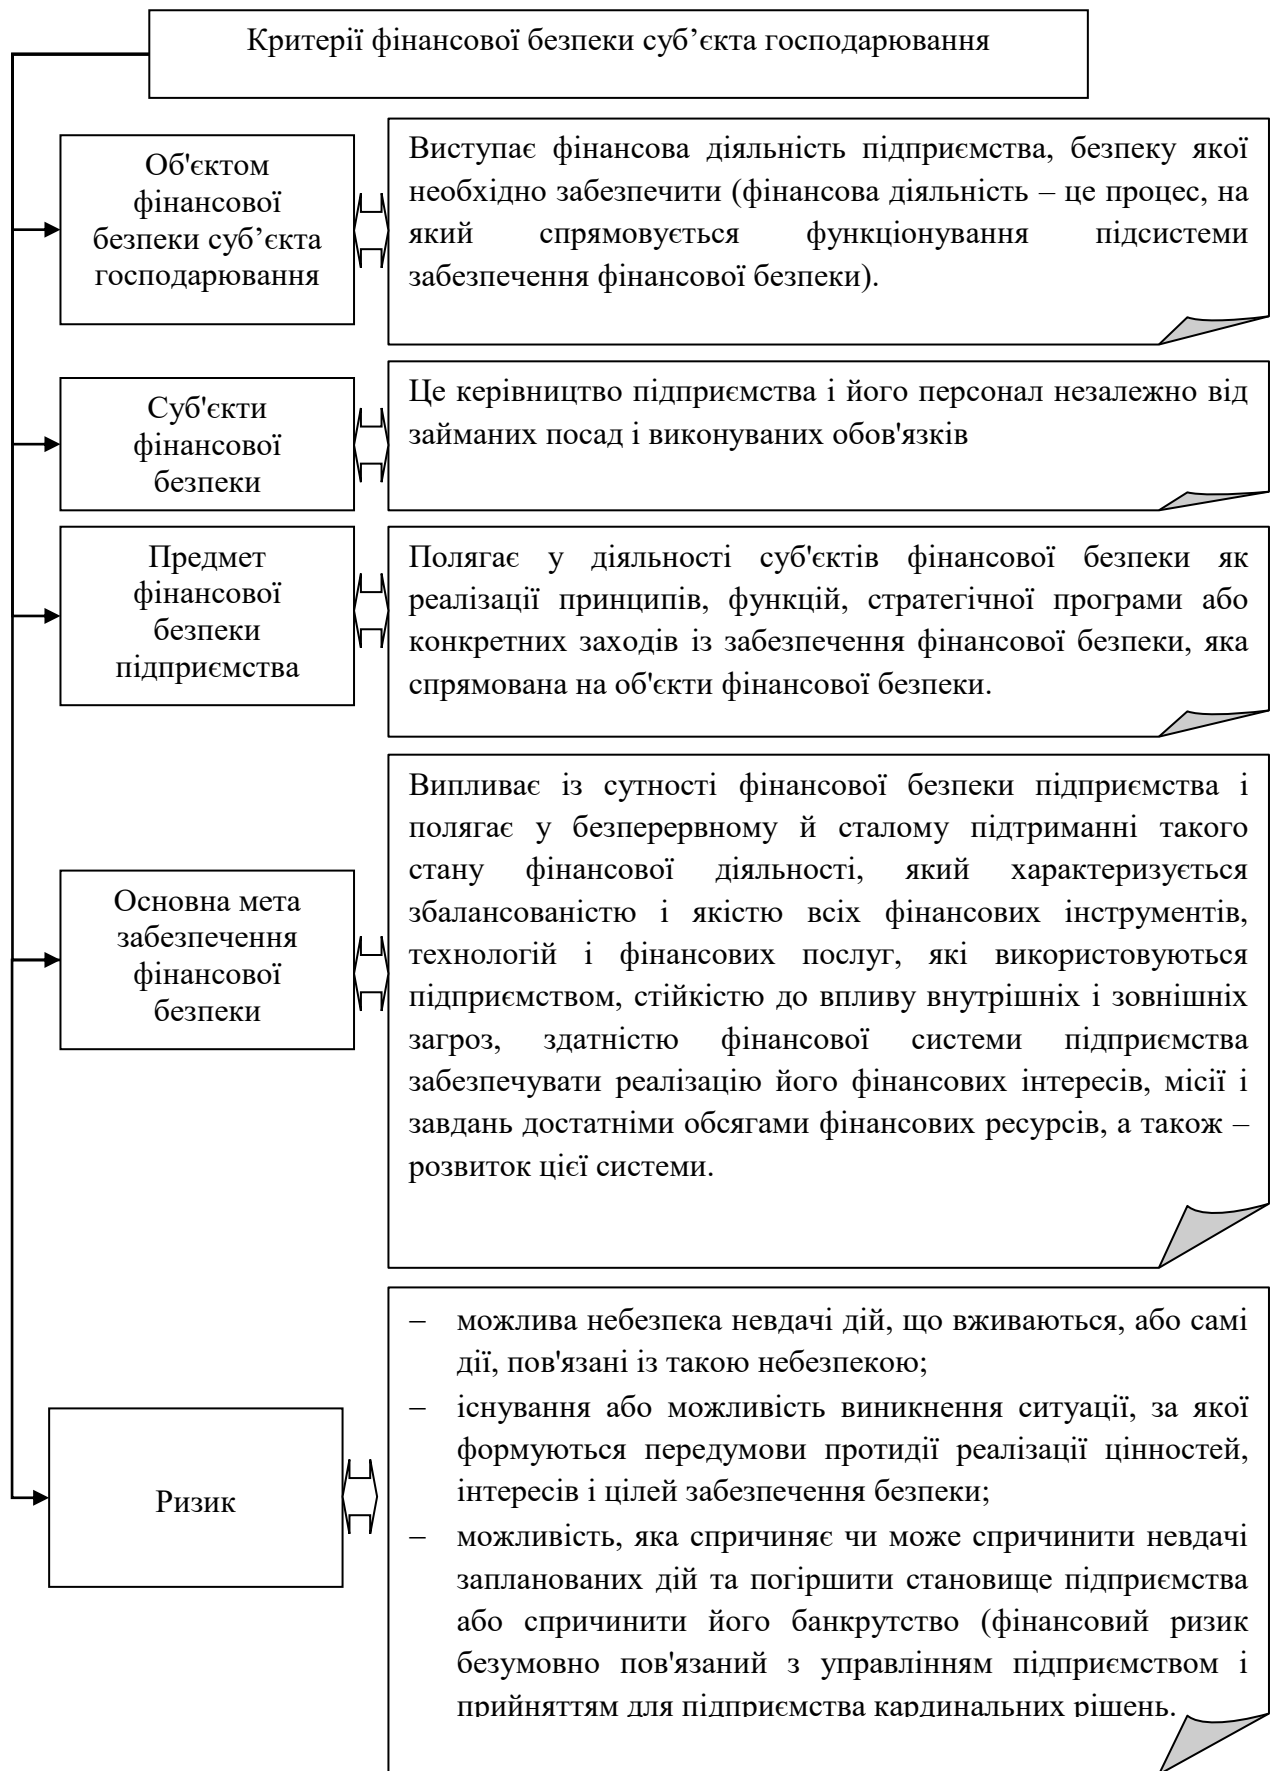 Критерії фінансової безпеки суб’єкта господарювання
Об'єктом
фінансової
безпеки суб’єкта
господарювання
Виступає фінансова діяльність підприємства, безпеку якої
необхідно забезпечити (фінансова діяльність – це процес, на
який спрямовується функціонування підсистеми
забезпечення фінансової безпеки).
Суб'єкти
фінансової
безпеки
Це керівництво підприємства і його персонал незалежно від
займаних посад і виконуваних обов'язків
Предмет
фінансової
безпеки
підприємства
Полягає у діяльності суб'єктів фінансової безпеки як
реалізації принципів, функцій, стратегічної програми або
конкретних заходів із забезпечення фінансової безпеки, яка
спрямована на об'єкти фінансової безпеки.
Основна мета
забезпечення
фінансової
безпеки
Випливає із сутності фінансової безпеки підприємства і
полягає у безперервному й сталому підтриманні такого
стану фінансової діяльності, який характеризується
збалансованістю і якістю всіх фінансових інструментів,
технологій і фінансових послуг, які використовуються
підприємством, стійкістю до впливу внутрішніх і зовнішніх
загроз, здатністю фінансової системи підприємства
забезпечувати реалізацію його фінансових інтересів, місії і
завдань достатніми обсягами фінансових ресурсів, а також –
розвиток цієї системи.
Ризик
– можлива небезпека невдачі дій, що вживаються, або самі
дії, пов'язані із такою небезпекою;
– існування або можливість виникнення ситуації, за якої
формуються передумови протидії реалізації цінностей,
інтересів і цілей забезпечення безпеки;
– можливість, яка спричиняє чи може спричинити невдачі
запланованих дій та погіршити становище підприємства
або спричинити його банкрутство (фінансовий ризик
безумовно пов'язаний з управлінням підприємством і
прийняттям для підприємства кардинальних рішень.